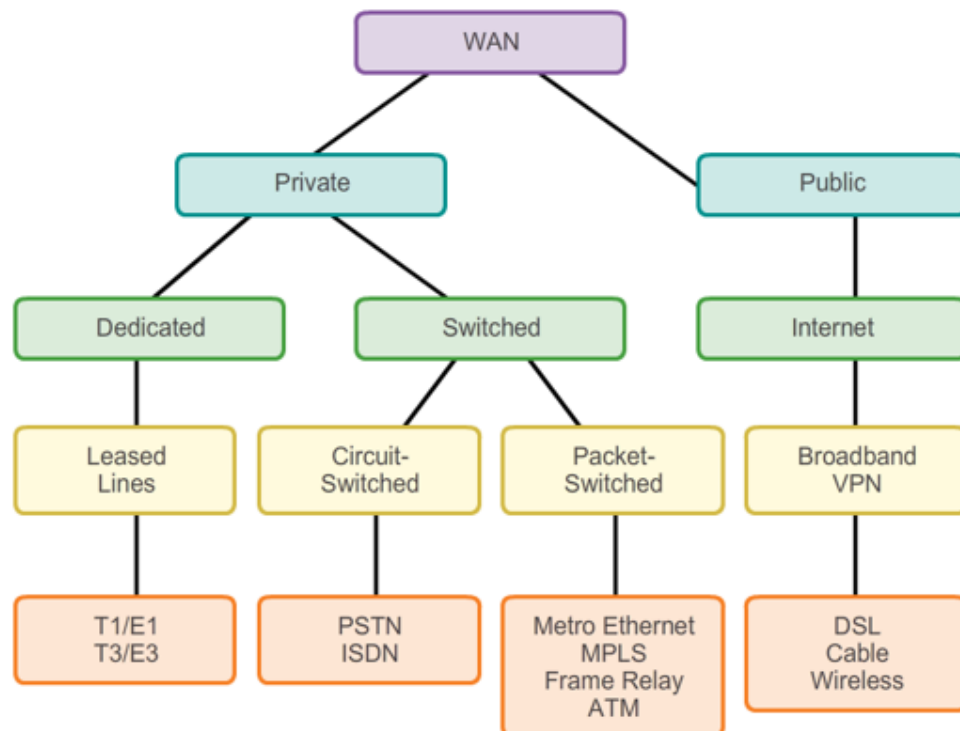 WAN
Private
Public
Dedicated
Switched
Internet
Leased
Lines
Circuit-
Switched
Packet-
Switched
Broadband
VPN
T1/E1
T3/E3
PSTN
ISDN
Metro Ethernet
MPLS
Frame Relay
ATM
DSL
Cable
Wireless